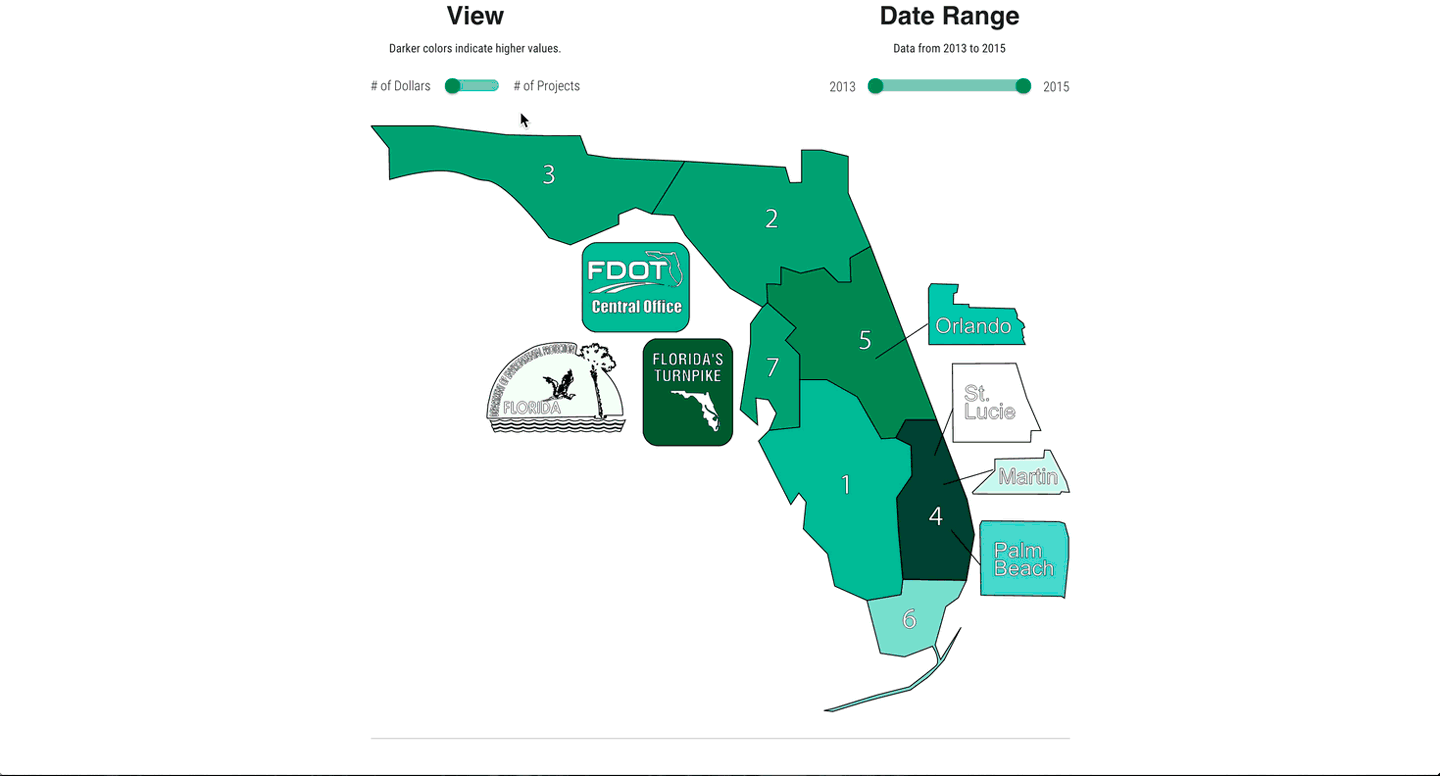 View
Darker colors indicate higher values.
# of Dollars
# of Projects
Date Range
Data from 2013 to 2015
2013
2015
3
2
FDOT
Central Office
5
Orlando
7
FLORIDA'S
TURNPIKE
FLORIDA
St.
Lucie
1
Martin
4
Palm
Beach
6